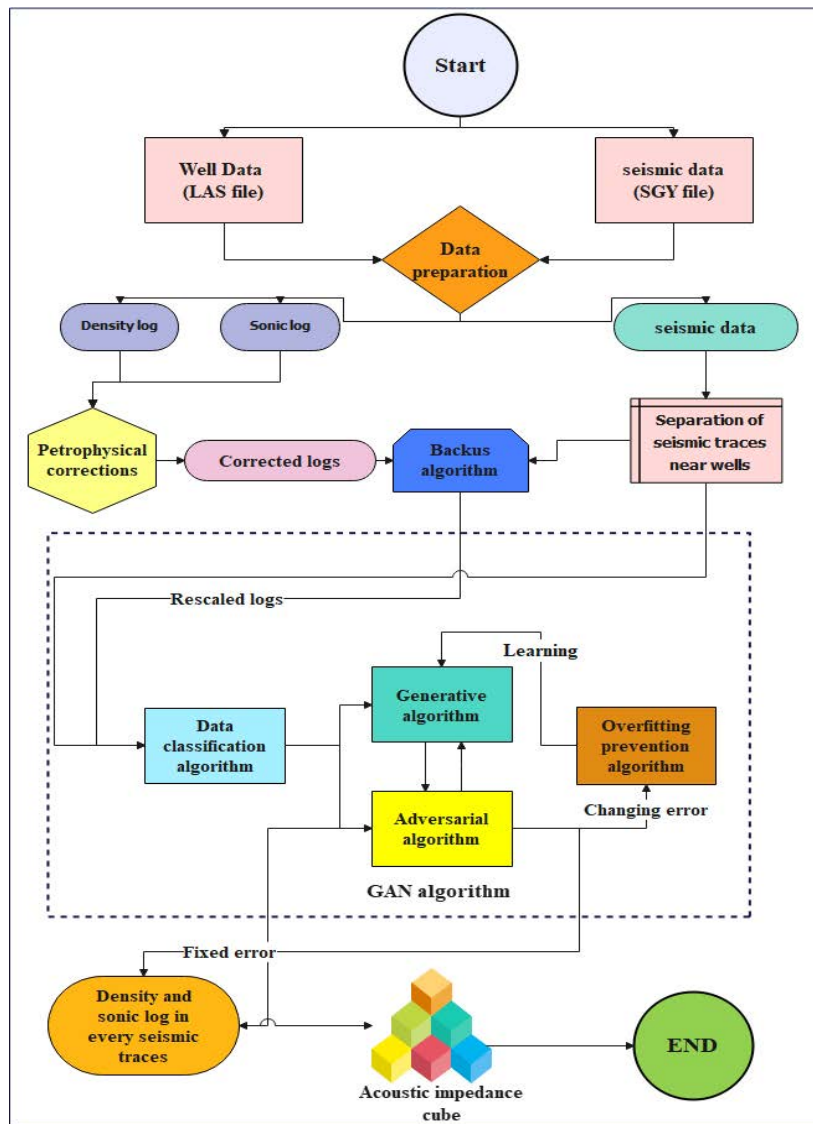 Start
Well Data
(LAS file)
seismic data
(SGY file)
Data
preparation
Density log
Sonic log
seismic data
Petrophysical
corrections
Corrected logs
Backus
algorithm
Separation of
seismic traces
near wells
Rescaled logs
Learning
Generative
algorithm
Data
classification
algorithm
Overfitting
prevention
algorithm
Changing error
Adversarial
algorithm
GAN algorithm
Fixed error
Density and
sonic log in
every seismic
traces
Acoustic impedance
cube
END